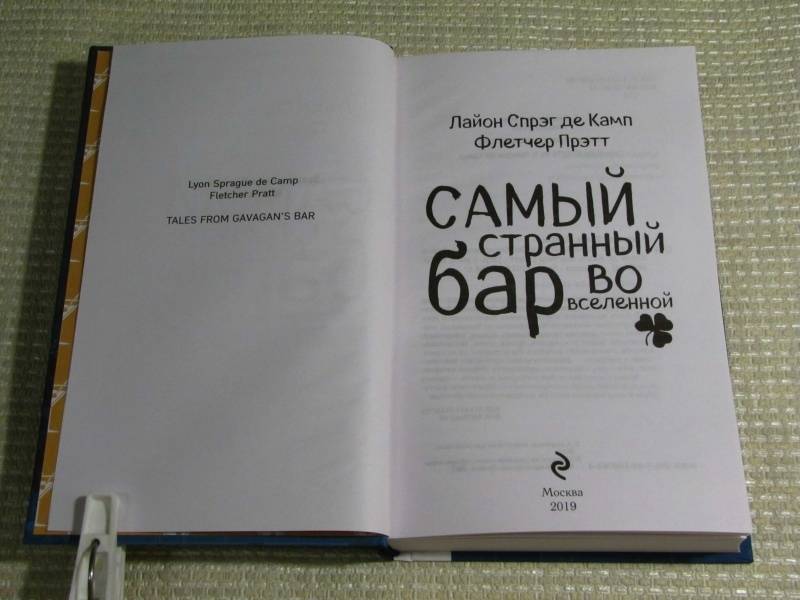 Lyon Sprague de Camp
Fletcher Pratt
TALES FROM GAVAGAN'S BAR
Лайон Спрэг де Камп
Флетчер Прэтт
САМЫЙ
странный
бар во
вселенной
Москва
2019